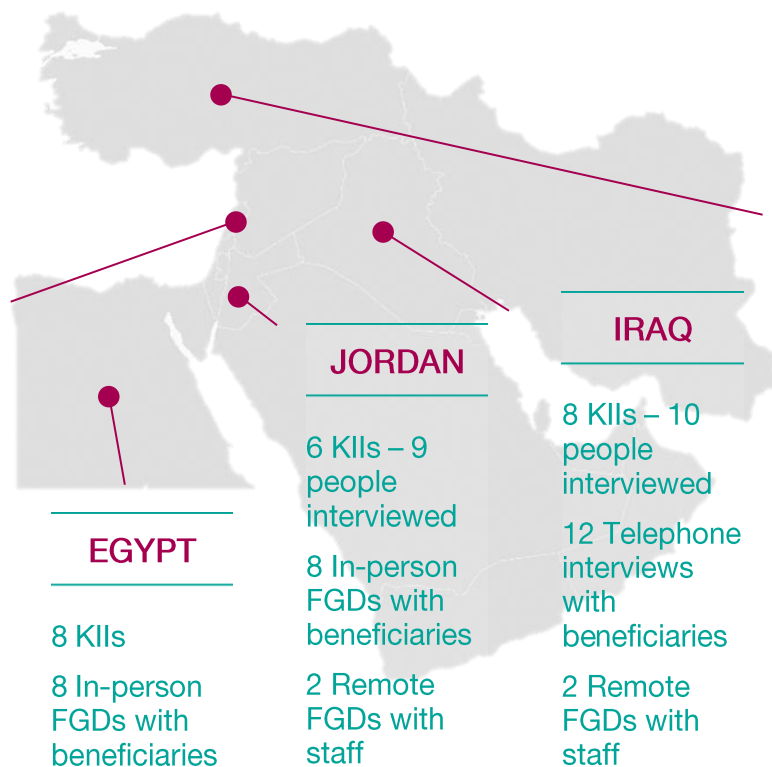 EGYPT
8 KIIs
8 In-person
FGDs with
beneficiaries
JORDAN
6 KIIs – 9
people
interviewed
8 In-person
FGDs with
beneficiaries
2 Remote
FGDs with
staff
IRAQ
8 KIIs – 10
people
interviewed
12 Telephone
interviews
with
beneficiaries
2 Remote
FGDs with
staff